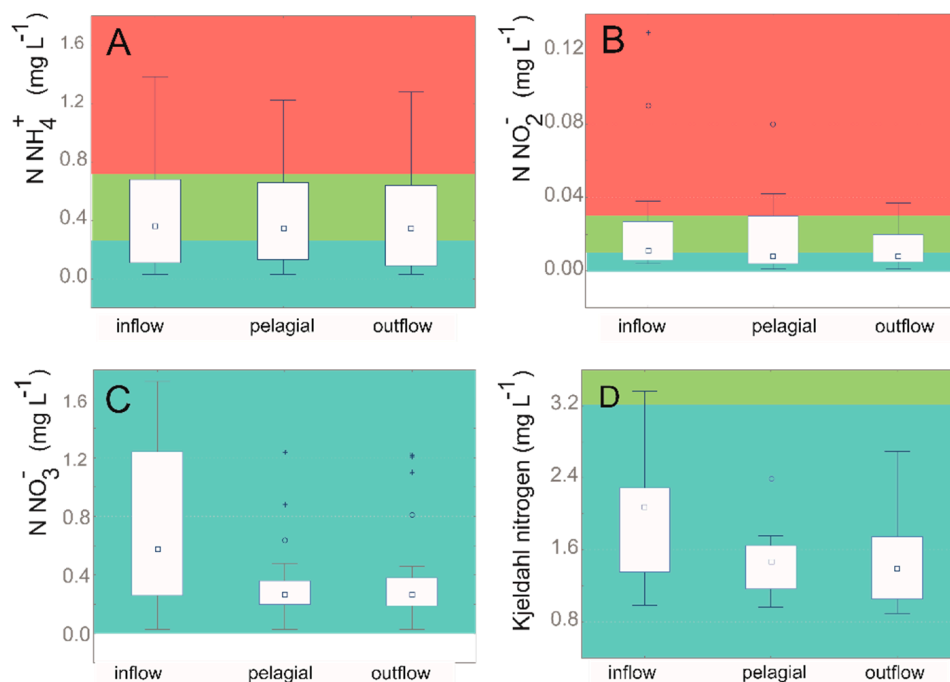 A
N NH₄⁺ (mg L⁻¹)
1.6
1.2
0.8
0.4
0.0
inflow pelagial outflow
B
N NO₂⁻ (mg L⁻¹)
0.12
0.08
0.04
0.00
inflow pelagial outflow
C
N NO₃⁻ (mg L⁻¹)
1.6
1.2
0.8
0.4
0.0
inflow pelagial outflow
D
Kjeldahl nitrogen (mg L⁻¹)
3.2
2.4
1.6
0.8
inflow pelagial outflow